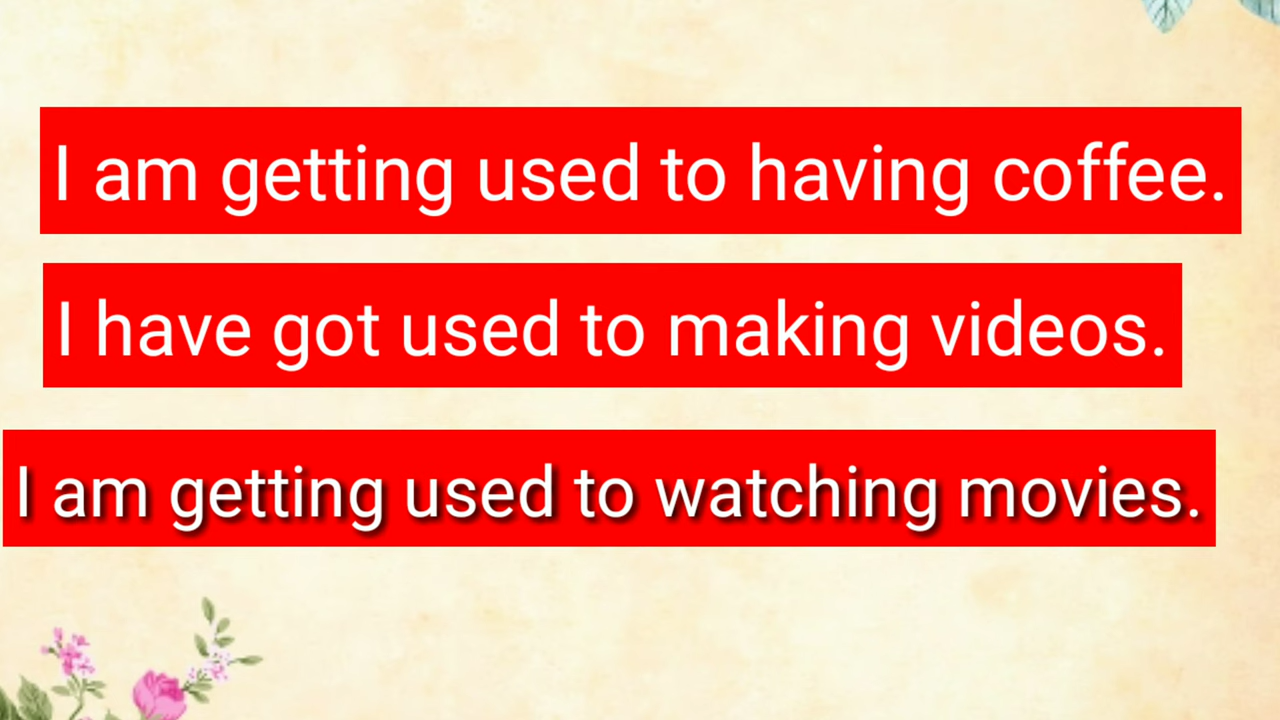 I am getting used to having coffee.
I have got used to making videos.
I am getting used to watching movies.